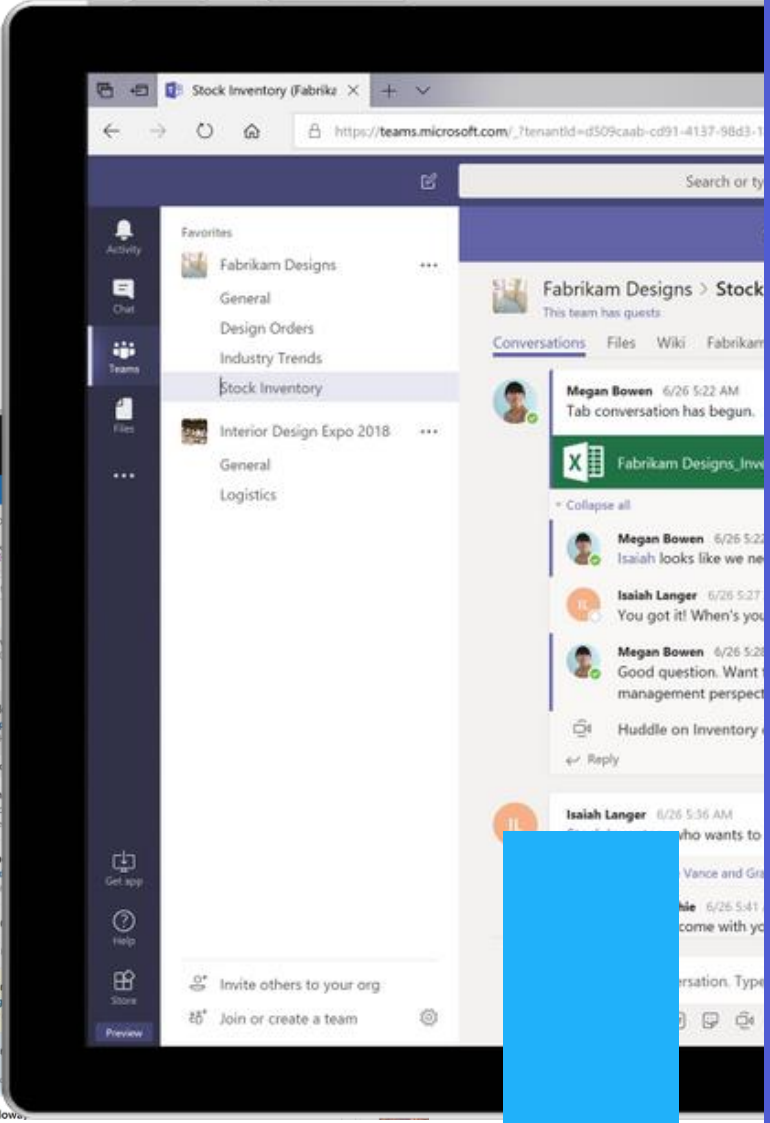 Stock Inventory (Fabrika
https://teams.microsoft.com/_?tenantId=d509caab-cd91-4137-98d3-1
Search or ty
Activity
Chat
Teams
Files
Get app
Help
Store
Preview
Favorites
Fabrikam Designs
General
Design Orders
Industry Trends
Stock Inventory
Interior Design Expo 2018
General
Logistics
Invite others to your org
Join or create a team
Fabrikam Designs > Stock
This team has guests
Conversations Files Wiki Fabrikam
Megan Bowen 6/26 5:22 AM
Tab conversation has begun.
Fabrikam Designs_Inve
Collapse all
Megan Bowen 6/26 5:22
Isaiah looks like we ne
IL
Isaiah Langer 6/26 5:27
You got it! When's you
Megan Bowen 6/26 5:28
Good question. Want
management perspect
Huddle on Inventory
Reply
IL
Isaiah Langer 6/26 5:36 AM
who wants to
Vance and Gra
hie 6/26 5:41
come with yo
rsation. Type